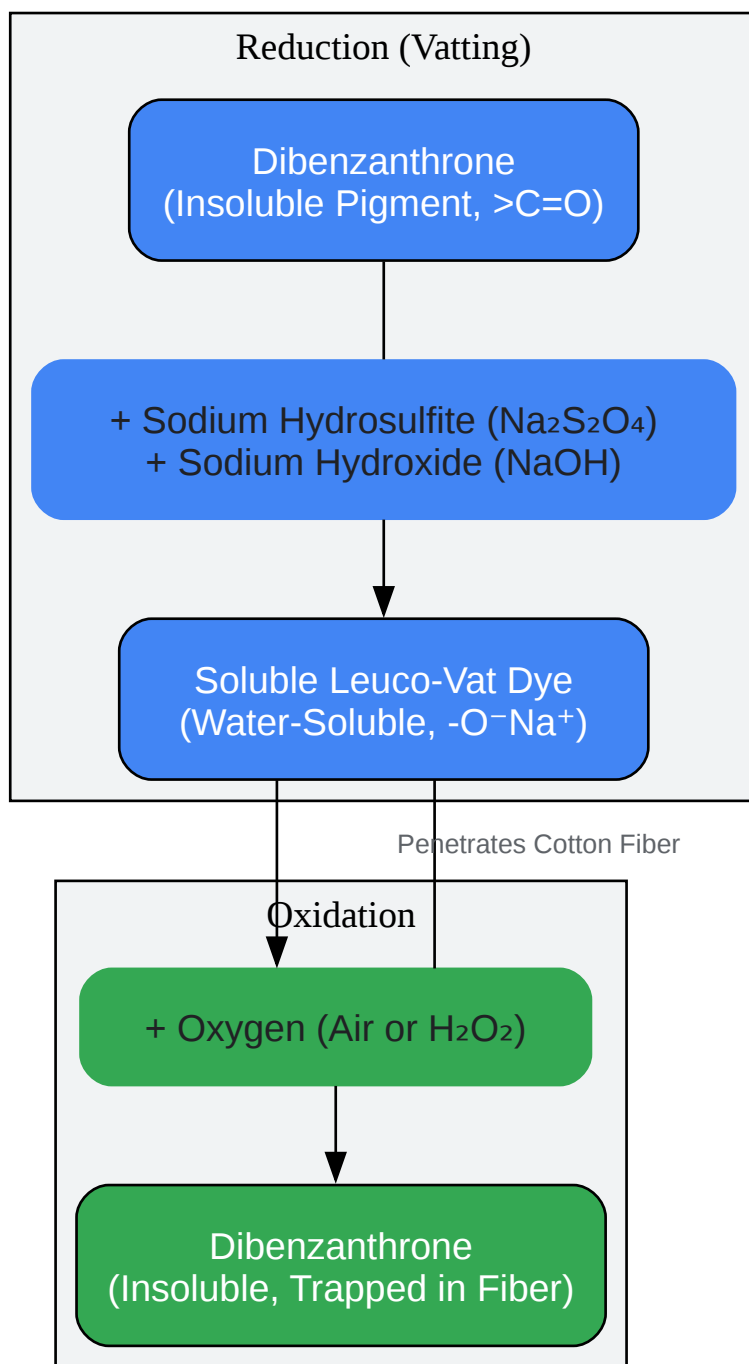 Reduction (Vatting)
Dibenzanthrone
(Insoluble Pigment, >C=O)
+ Sodium Hydrosulfite (Na₂S₂O₄)
+ Sodium Hydroxide (NaOH)
Soluble Leuco-Vat Dye
(Water-Soluble, -O⁻Na⁺)
Penetrates Cotton Fiber
Oxidation
+ Oxygen (Air or H₂O₂)
Dibenzanthrone
(Insoluble, Trapped in Fiber)